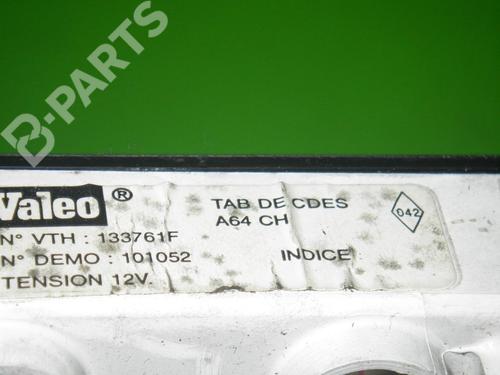 B-PARTS
Valeo ®
TAB DE CDES
A64 CH
042
N° VTH : 133761F
N° DEMO : 101052
INDICE
TENSION 12V.